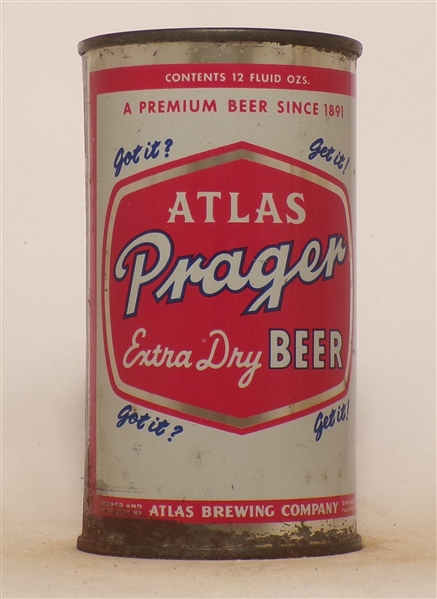 CONTENTS 12 FLUID OZS.
A PREMIUM BEER SINCE 1891
Got it? Get it!
ATLAS
Prager
Extra Dry BEER
Got it? Get it!
ATLAS BREWING COMPANY